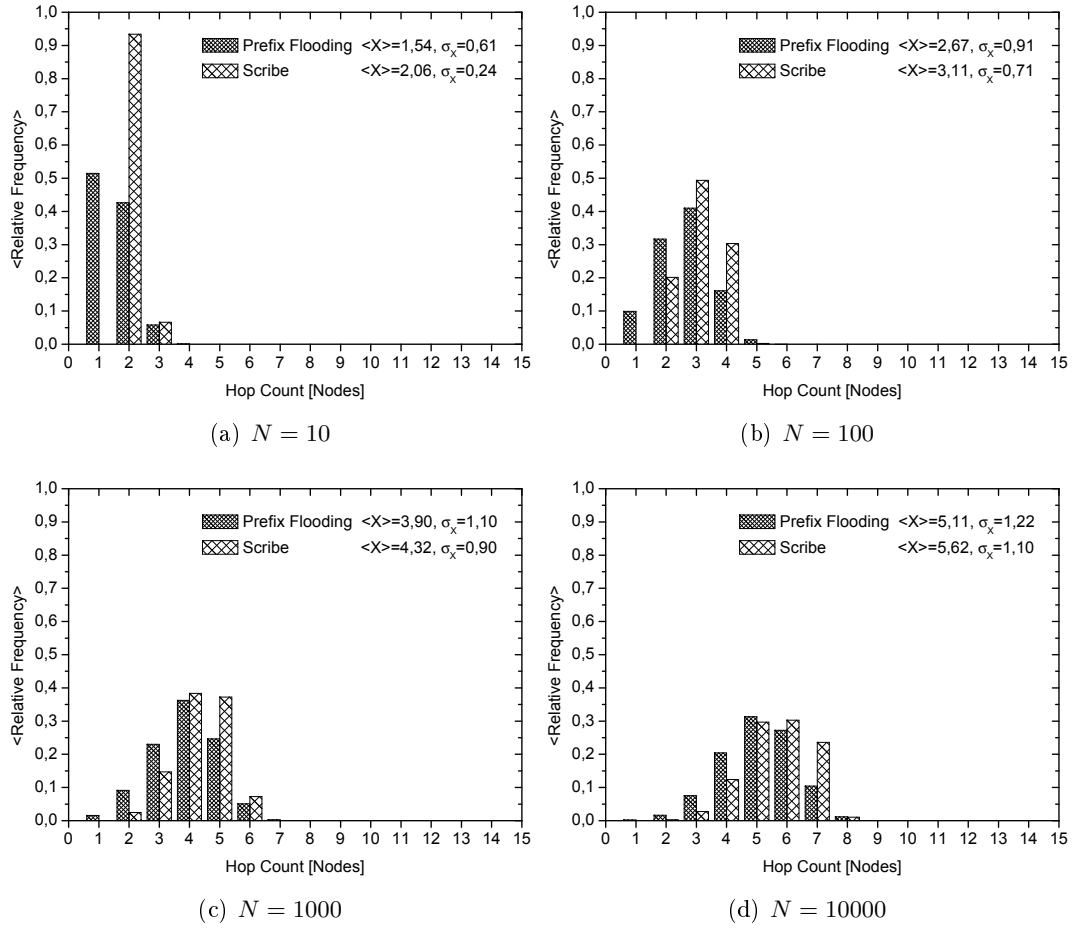 1,0
0,9
0,8
0,7
0,6
0,5
0,4
0,3
0,2
0,1
0,0
<Relative Frequency>
Prefix Flooding <X>=1,54, σx=0,61
Scribe <X>=2,06, σx=0,24
0 1 2 3 4 5 6 7 8 9 10 11 12 13 14 15
Hop Count [Nodes]
(a) N = 10
1,0
0,9
0,8
0,7
0,6
0,5
0,4
0,3
0,2
0,1
0,0
<Relative Frequency>
Prefix Flooding <X>=2,67, σx=0,91
Scribe <X>=3,11, σx=0,71
0 1 2 3 4 5 6 7 8 9 10 11 12 13 14 15
Hop Count [Nodes]
(b) N = 100
1,0
0,9
0,8
0,7
0,6
0,5
0,4
0,3
0,2
0,1
0,0
<Relative Frequency>
Prefix Flooding <X>=3,90, σx=1,10
Scribe <X>=4,32, σx=0,90
0 1 2 3 4 5 6 7 8 9 10 11 12 13 14 15
Hop Count [Nodes]
(c) N = 1000
1,0
0,9
0,8
0,7
0,6
0,5
0,4
0,3
0,2
0,1
0,0
<Relative Frequency>
Prefix Flooding <X>=5,11, σx=1,22
Scribe <X>=5,62, σx=1,10
0 1 2 3 4 5 6 7 8 9 10 11 12 13 14 15
Hop Count [Nodes]
(d) N = 10000